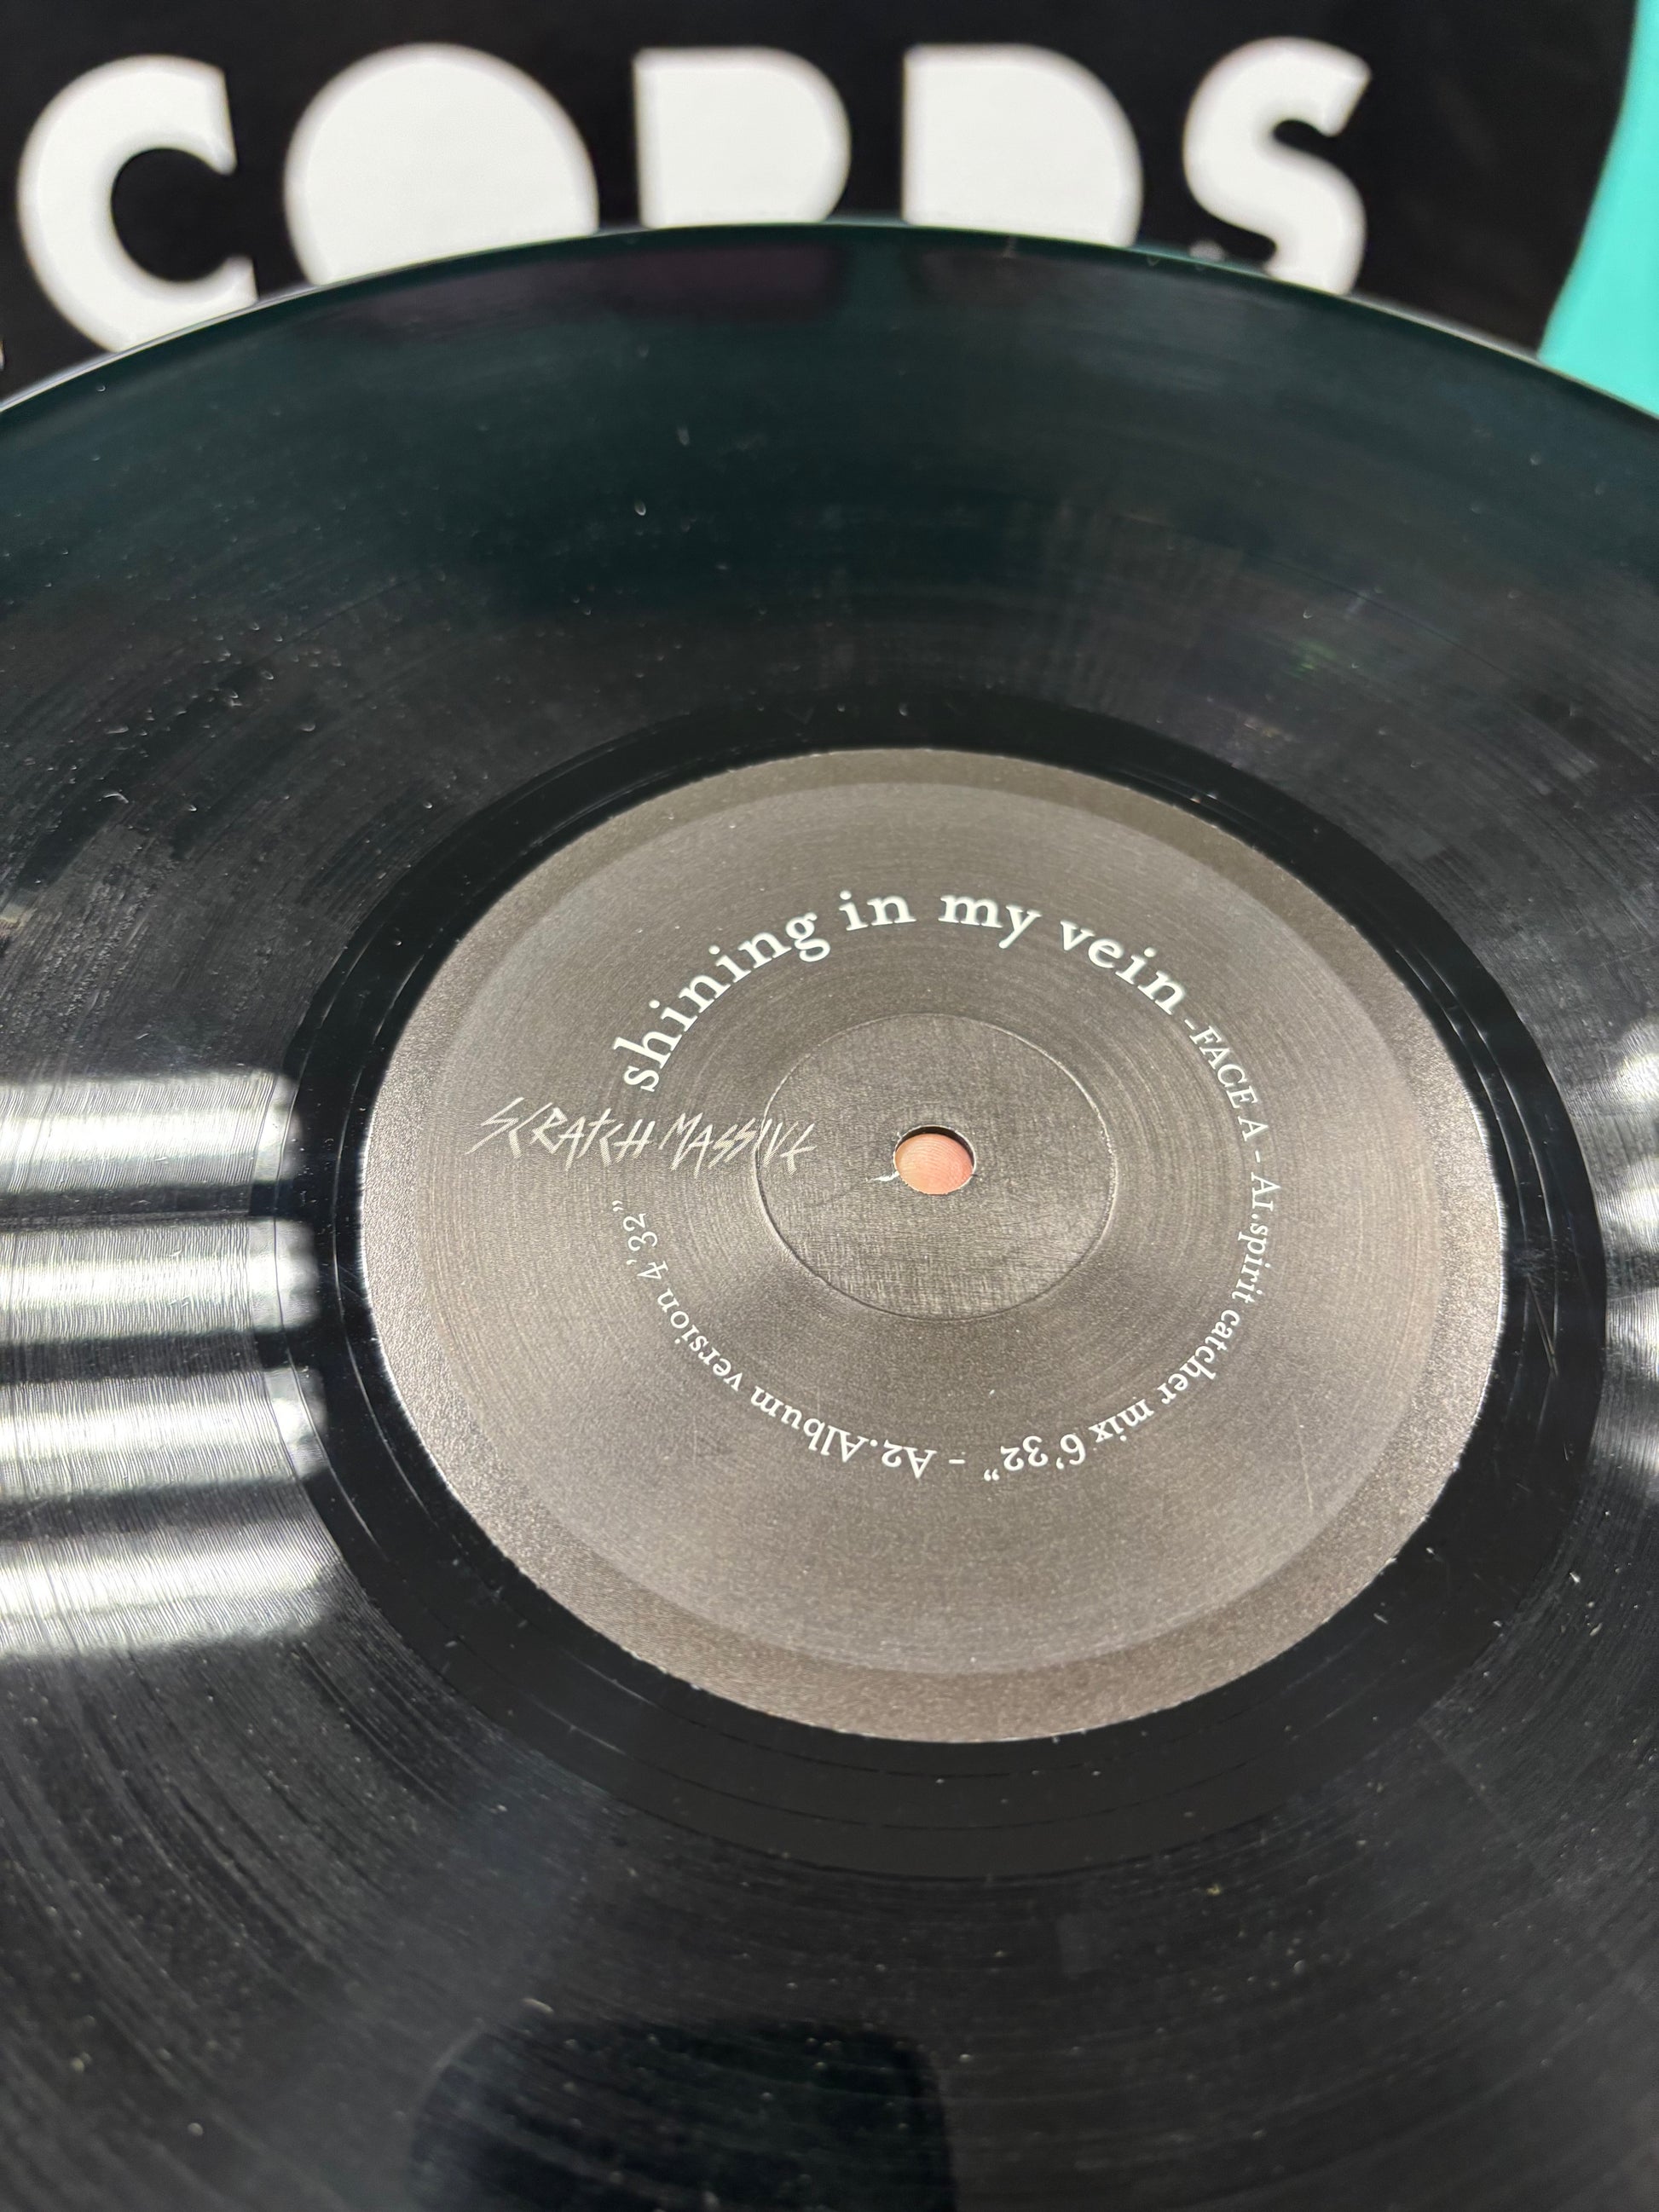 CORDS
shining in my vein - FACE A - A1.spirit catcher mix 6'32" - A2.Album version 4'32"
SCRATCH MASSIVE